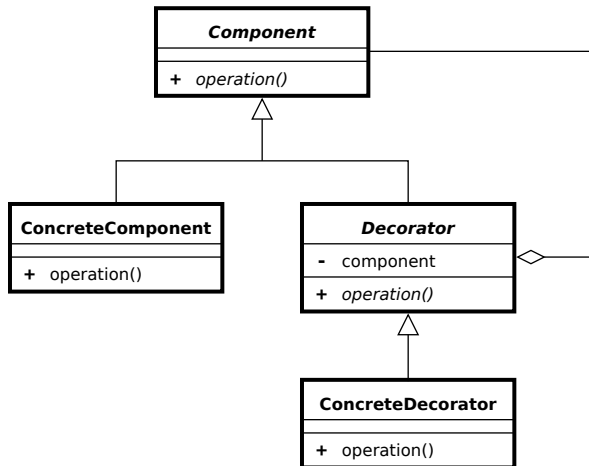 Component
+ operation()
ConcreteComponent
+ operation()
Decorator
- component
+ operation()
ConcreteDecorator
+ operation()